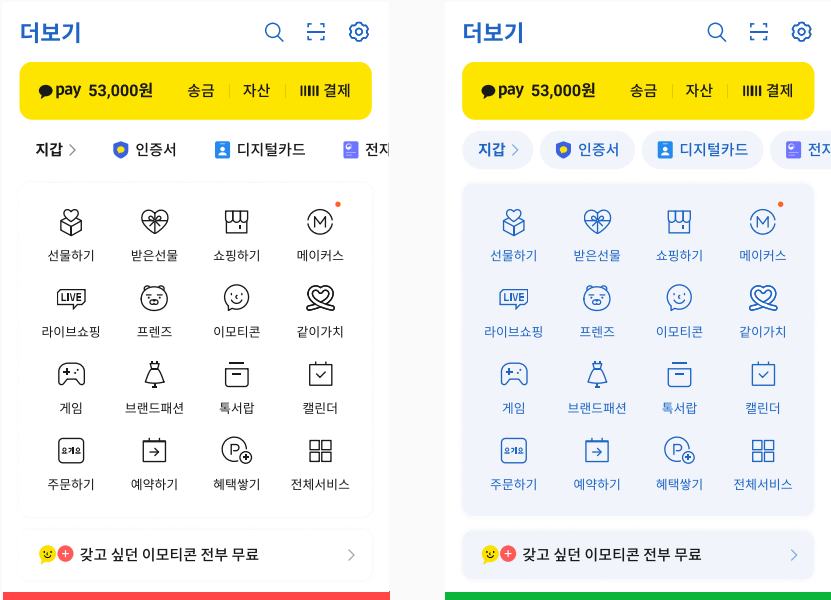 더보기
pay 53,000원 송금 자산 결제
지갑 인증서 디지털카드 전자
선물하기 받은선물 쇼핑하기 메이커스
M
LIVE
라이브쇼핑 프렌즈 이모티콘 같이가치
게임 브랜드패션 톡서랍 캘린더
요기요 P
주문하기 예약하기 혜택쌓기 전체서비스
갖고 싶던 이모티콘 전부 무료
더보기
pay 53,000원 송금 자산 결제
지갑 인증서 디지털카드 전자
M
선물하기 받은선물 쇼핑하기 메이커스
LIVE
라이브쇼핑 프렌즈 이모티콘 같이가치
게임 브랜드패션 톡서랍 캘린더
요기요 P
주문하기 예약하기 혜택쌓기 전체서비스
갖고 싶던 이모티콘 전부 무료